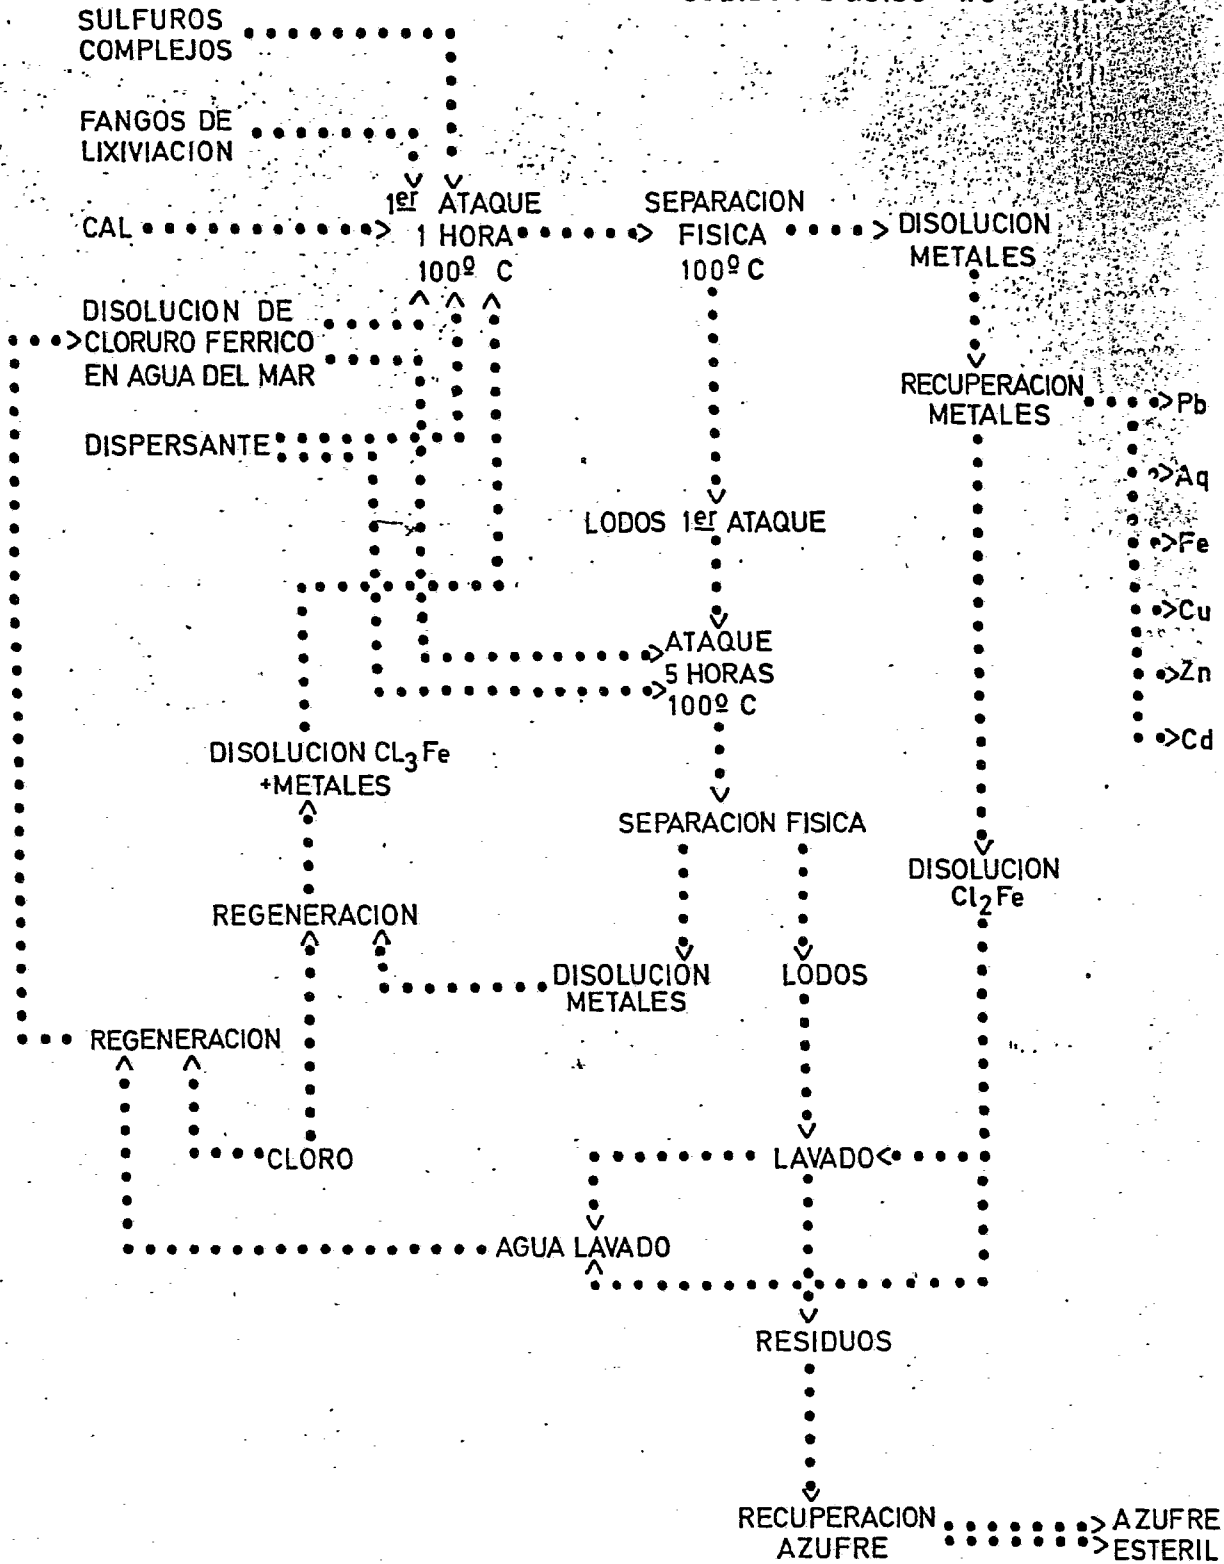 SULFUROS
COMPLEJOS
FANGOS DE
LIXIVIACION
CAL
1er ATAQUE
1 HORA
100º C
SEPARACION
FISICA
100º C
DISOLUCION
METALES
DISOLUCION DE
CLORURO FERRICO
EN AGUA DEL MAR
RECUPERACION
METALES
Pb
Ag
Fe
Cu
Zn
Cd
DISPERSANTE
LODOS 1er ATAQUE
ATAQUE
5 HORAS
100º C
DISOLUCION CL3Fe
+METALES
SEPARACION FISICA
DISOLUCION
Cl2Fe
REGENERACION
DISOLUCION
METALES
LODOS
REGENERACION
CLORO
LAVADO
AGUA LAVADO
RESIDUOS
RECUPERACION
AZUFRE
AZUFRE
ESTERIL